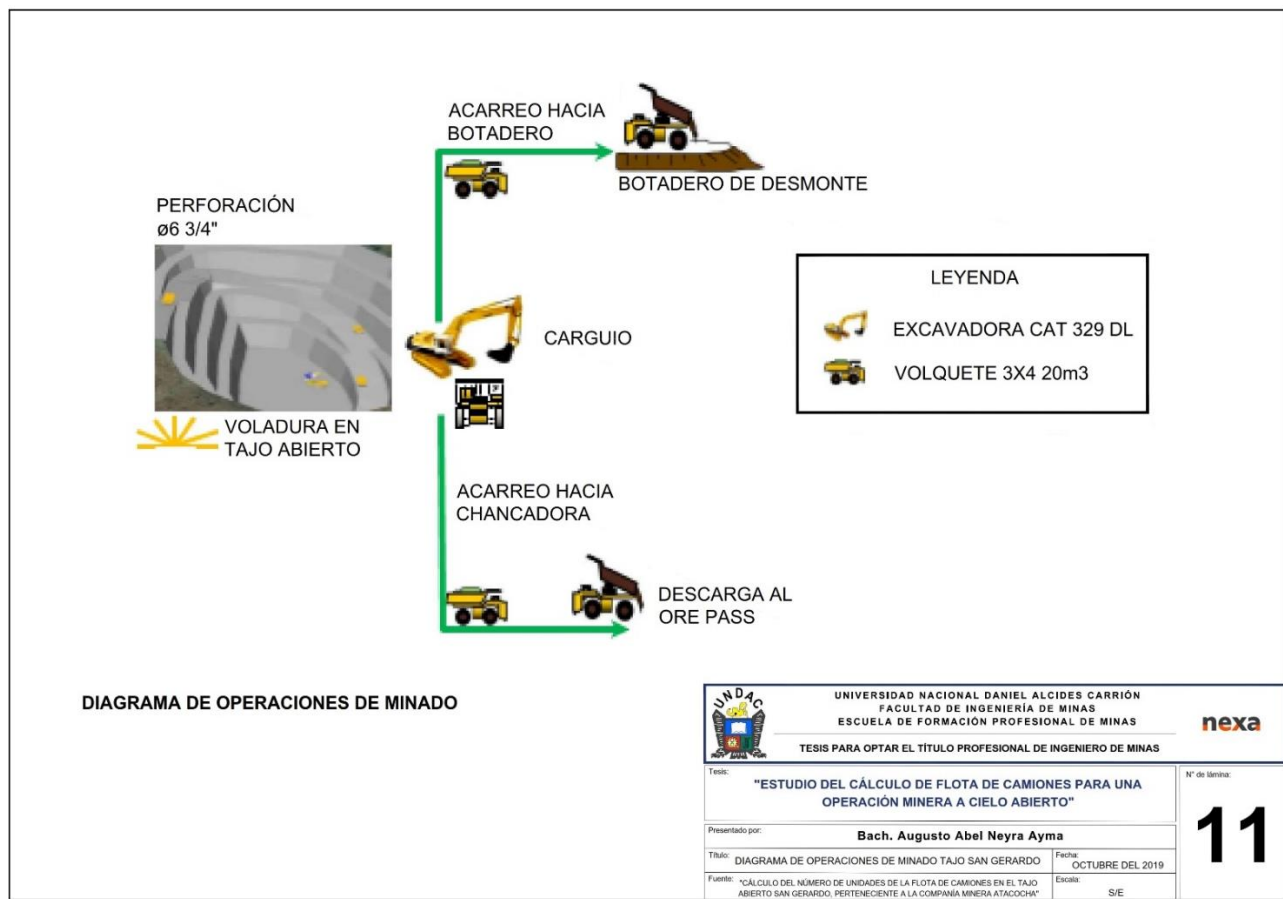 ACARREO HACIA
BOTADERO
BOTADERO DE DESMONTE
PERFORACIÓN
ø6 3/4"
CARGUIO
VOLADURA EN
TAJO ABIERTO
LEYENDA
EXCAVADORA CAT 329 DL
VOLQUETE 3X4 20m3
ACARREO HACIA
CHANCADORA
DESCARGA AL
ORE PASS
DIAGRAMA DE OPERACIONES DE MINADO
UNDAC
UNIVERSIDAD NACIONAL DANIEL ALCIDES CARRIÓN
FACULTAD DE INGENIERÍA DE MINAS
ESCUELA DE FORMACIÓN PROFESIONAL DE MINAS
TESIS PARA OPTAR EL TÍTULO PROFESIONAL DE INGENIERO DE MINAS
nexa
Tesis:
"ESTUDIO DEL CÁLCULO DE FLOTA DE CAMIONES PARA UNA
OPERACIÓN MINERA A CIELO ABIERTO"
N° de lámina:
11
Presentado por:
Bach. Augusto Abel Neyra Ayma
Título: DIAGRAMA DE OPERACIONES DE MINADO TAJO SAN GERARDO
Fecha:
OCTUBRE DEL 2019
Fuente: "CÁLCULO DEL NÚMERO DE UNIDADES DE LA FLOTA DE CAMIONES EN EL TAJO
ABIERTO SAN GERARDO, PERTENECIENTE A LA COMPAÑÍA MINERA ATACOCHA"
Escala:
S/E